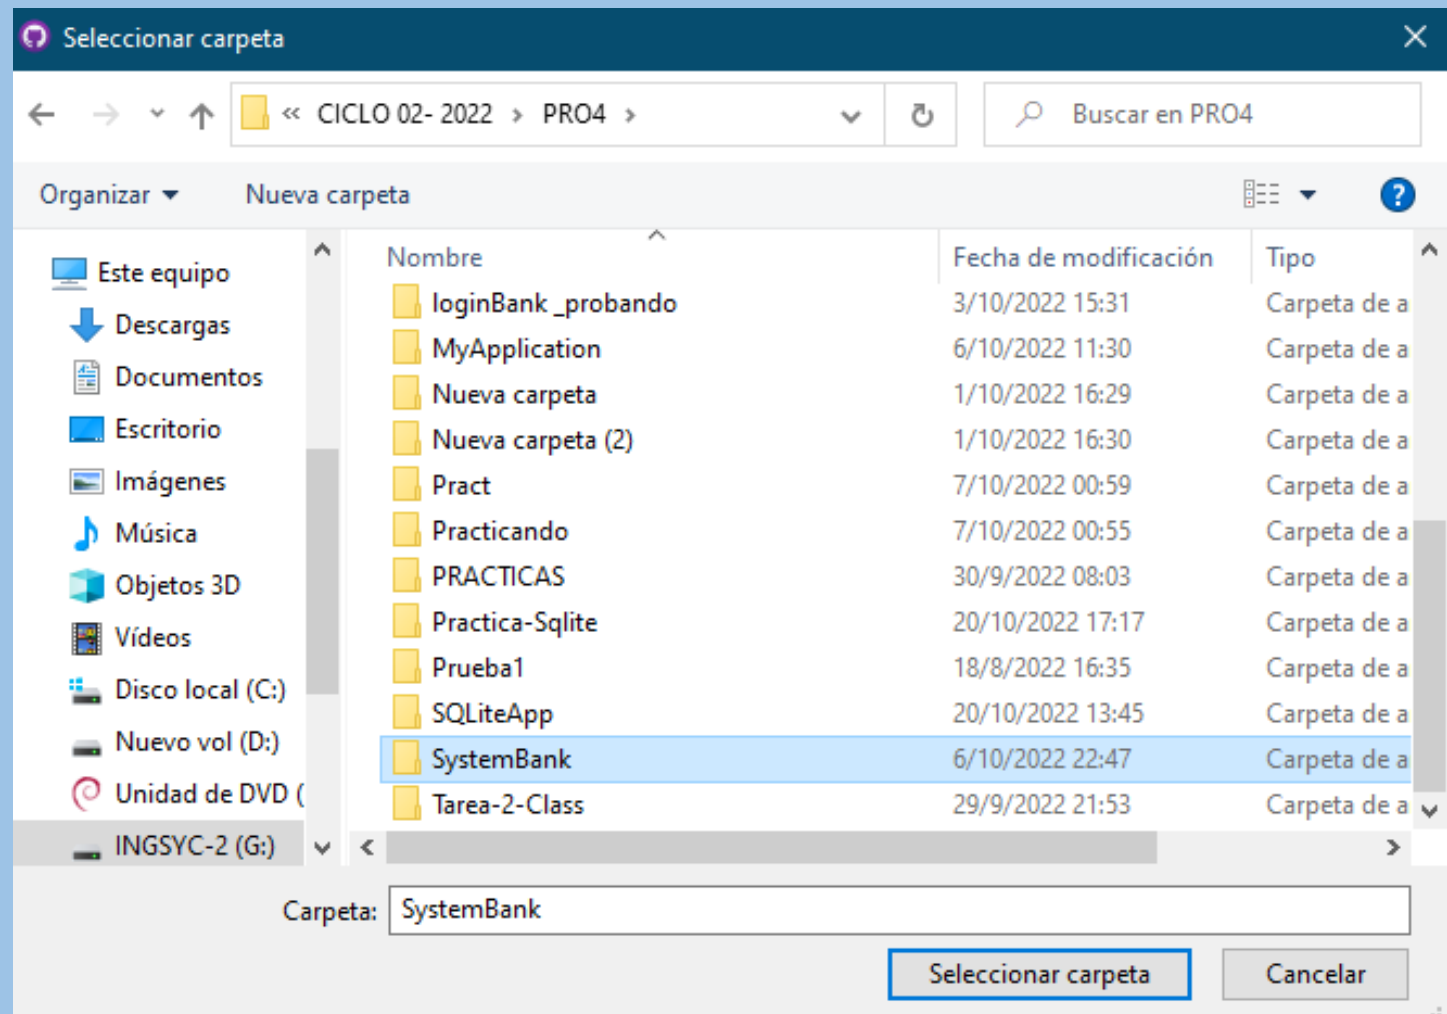 Seleccionar carpeta
« CICLO 02- 2022 > PRO4 >
Buscar en PRO4
Organizar
Nueva carpeta
Este equipo
Descargas
Documentos
Escritorio
Imágenes
Música
Objetos 3D
Vídeos
Disco local (C:)
Nuevo vol (D:)
Unidad de DVD (
INGSYC-2 (G:)
Nombre Fecha de modificación Tipo
loginBank _probando 3/10/2022 15:31 Carpeta de a
MyApplication 6/10/2022 11:30 Carpeta de a
Nueva carpeta 1/10/2022 16:29 Carpeta de a
Nueva carpeta (2) 1/10/2022 16:30 Carpeta de a
Pract 7/10/2022 00:59 Carpeta de a
Practicando 7/10/2022 00:55 Carpeta de a
PRACTICAS 30/9/2022 08:03 Carpeta de a
Practica-Sqlite 20/10/2022 17:17 Carpeta de a
Prueba1 18/8/2022 16:35 Carpeta de a
SQLiteApp 20/10/2022 13:45 Carpeta de a
SystemBank 6/10/2022 22:47 Carpeta de a
Tarea-2-Class 29/9/2022 21:53 Carpeta de a
Carpeta: SystemBank
Seleccionar carpeta
Cancelar